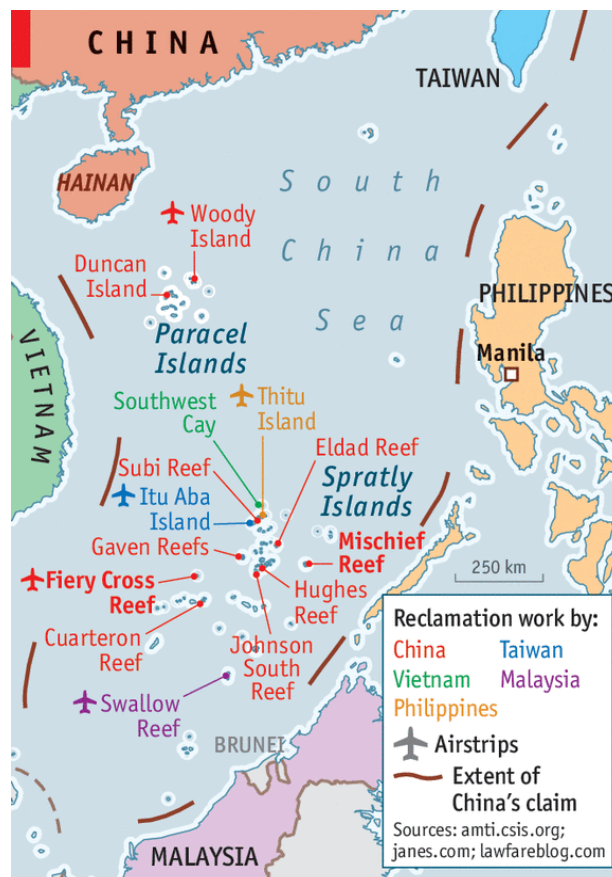 CHINA
TAIWAN
HAINAN
South
China
Sea
Woody
Island
Duncan
Island
Paracel
Islands
PHILIPPINES
Manila
VIETNAM
Southwest
Cay
Thitu
Island
Eldad Reef
Subi Reef
Spratly
Islands
Itu Aba
Island
Gaven Reefs
Mischief
Reef
Fiery Cross
Reef
Hughes
Reef
Cuarteron
Reef
Johnson
South
Reef
Swallow
Reef
BRUNEI
MALAYSIA
250 km
Reclamation work by:
China Taiwan
Vietnam Malaysia
Philippines
Airstrips
Extent of
China’s claim
Sources: amti.csis.org;
janes.com; lawfareblog.com